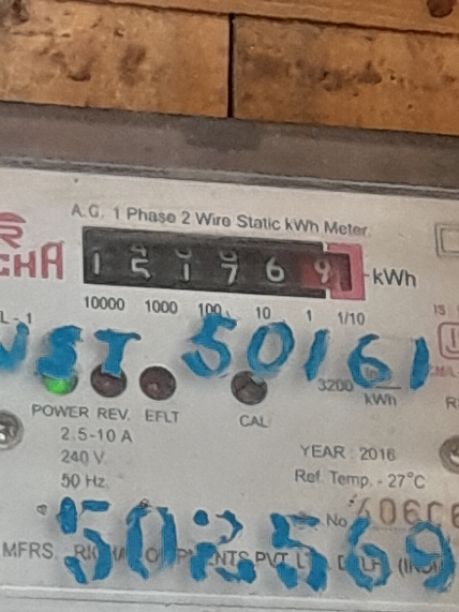 A.C. 1 Phase 2 Wire Static kWh Meter
1 5 1 7 6 9 kWh
10000 1000 100 10 1 1/10
50161
3200
kWh
POWER REV. EFLT CAL
2.5-10 A
240 V
50 Hz
YEAR : 2016
Ref. Temp. - 27°C
No
502569
MFRS.
PVT